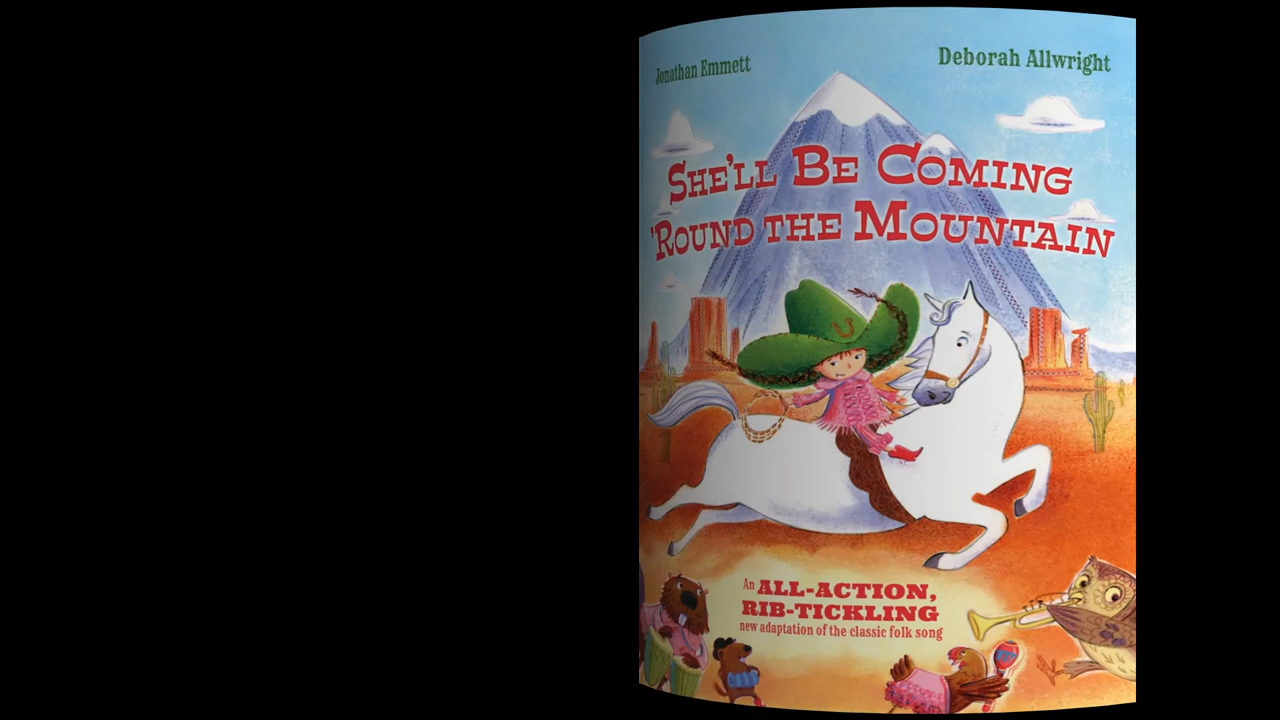 Jonathan Emmett
Deborah Allwright
SHE'LL BE COMING
'ROUND THE MOUNTAIN
An ALL-ACTION,
RIB-TICKLING
new adaptation of the classic folk song